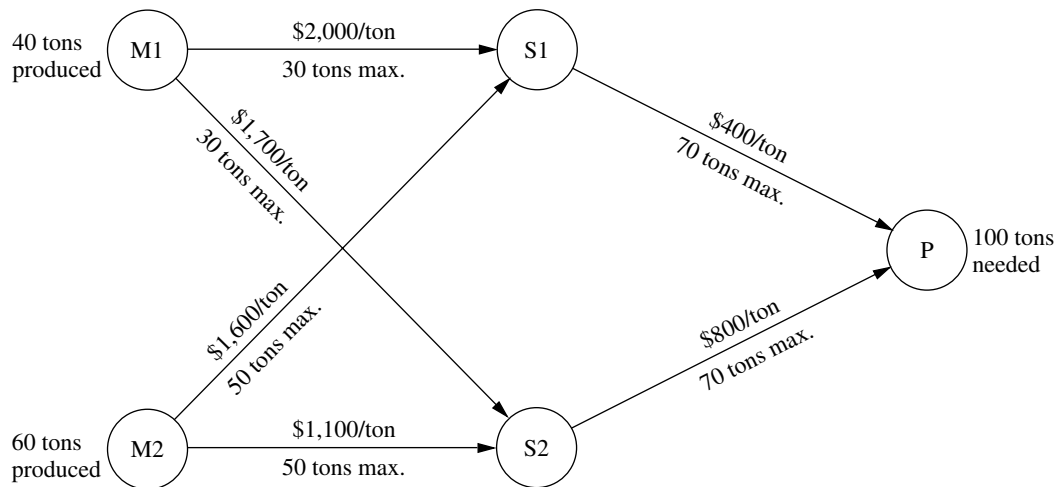 $2,000/ton
40 tons
produced
M1
30 tons max.
S1
$1,700/ton
30 tons max.
$400/ton
70 tons max.
P
100 tons
needed
$1,600/ton
50 tons max.
$800/ton
70 tons max.
60 tons
produced
M2
$1,100/ton
50 tons max.
S2